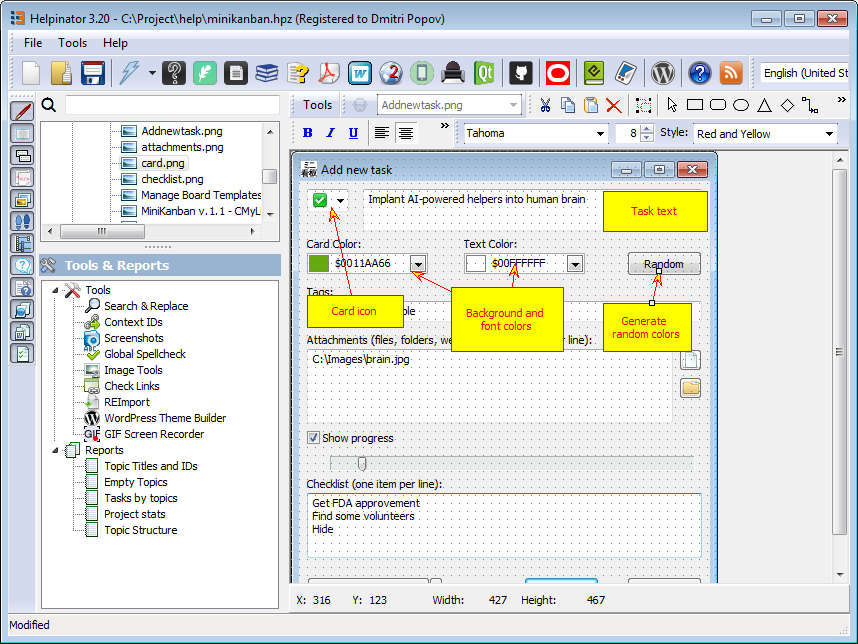 Helpinator 3.20 - C:\Project\help\minikanban.hpz (Registered to Dmitri Popov)
File Tools Help
English (United St
Tools Addnewtask.png
B I U Tahoma 8 Style: Red and Yellow
Addnewtask.png
attachments.png
card.png
checklist.png
Manage Board Templates
MiniKanban v.1.1 - CMyLi
Tools & Reports
Tools
Search & Replace
Context IDs
Screenshots
Global Spellcheck
Image Tools
Check Links
REImport
WordPress Theme Builder
GIF Screen Recorder
Reports
Topic Titles and IDs
Empty Topics
Tasks by topics
Project stats
Topic Structure
Add new task
Implant AI-powered helpers into human brain
Task text
Card Color: Text Color:
$0011AA66 $00FFFFFF Random
Tags:
Card icon
ple
Background and
font colors
Generate
random colors
Attachments (files, folders, we
r line):
C:\Images\brain.jpg
Show progress
Checklist (one item per line):
Get FDA approvement
Find some volunteers
Hide
X: 316 Y: 123 Width: 427 Height: 467
Modified